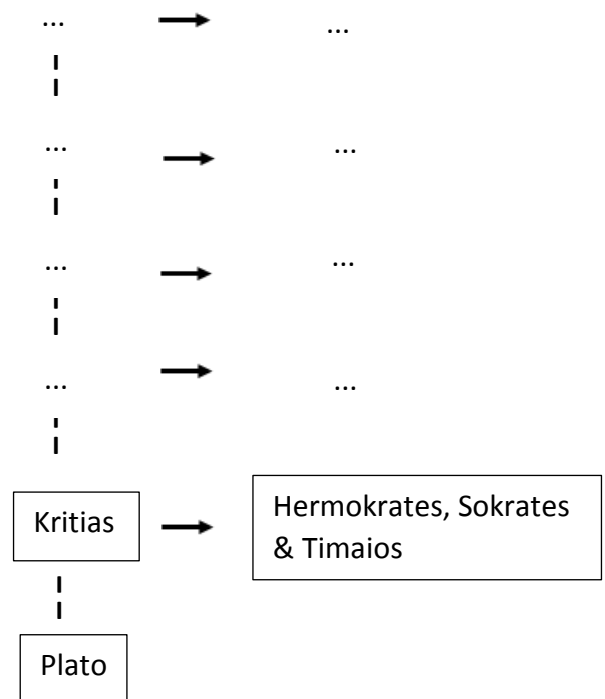 ... ...
... ...
... ...
... ...
Kritias
Hermokrates, Sokrates
& Timaios
Plato